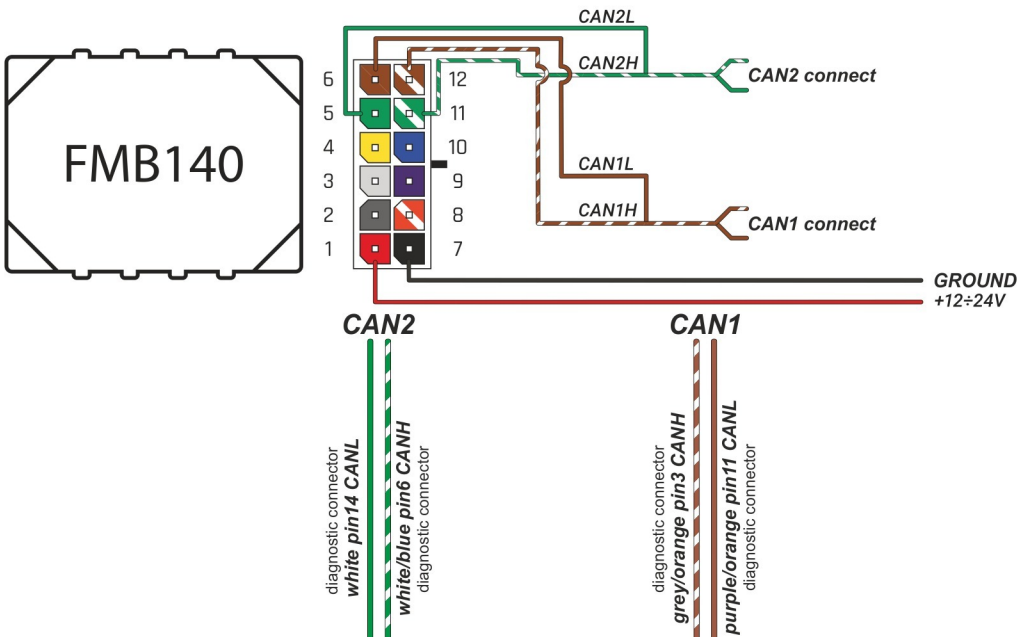 CAN2L
CAN2H
CAN2 connect
FMB140
6 12
5 11
4 10
3 9
2 8
1 7
CAN1L
CAN1H
CAN1 connect
GROUND
+12÷24V
CAN2
CAN1
diagnostic connector
white pin14 CANL
white/blue pin6 CANH
diagnostic connector
diagnostic connector
grey/orange pin3 CANH
purple/orange pin11 CANL
diagnostic connector